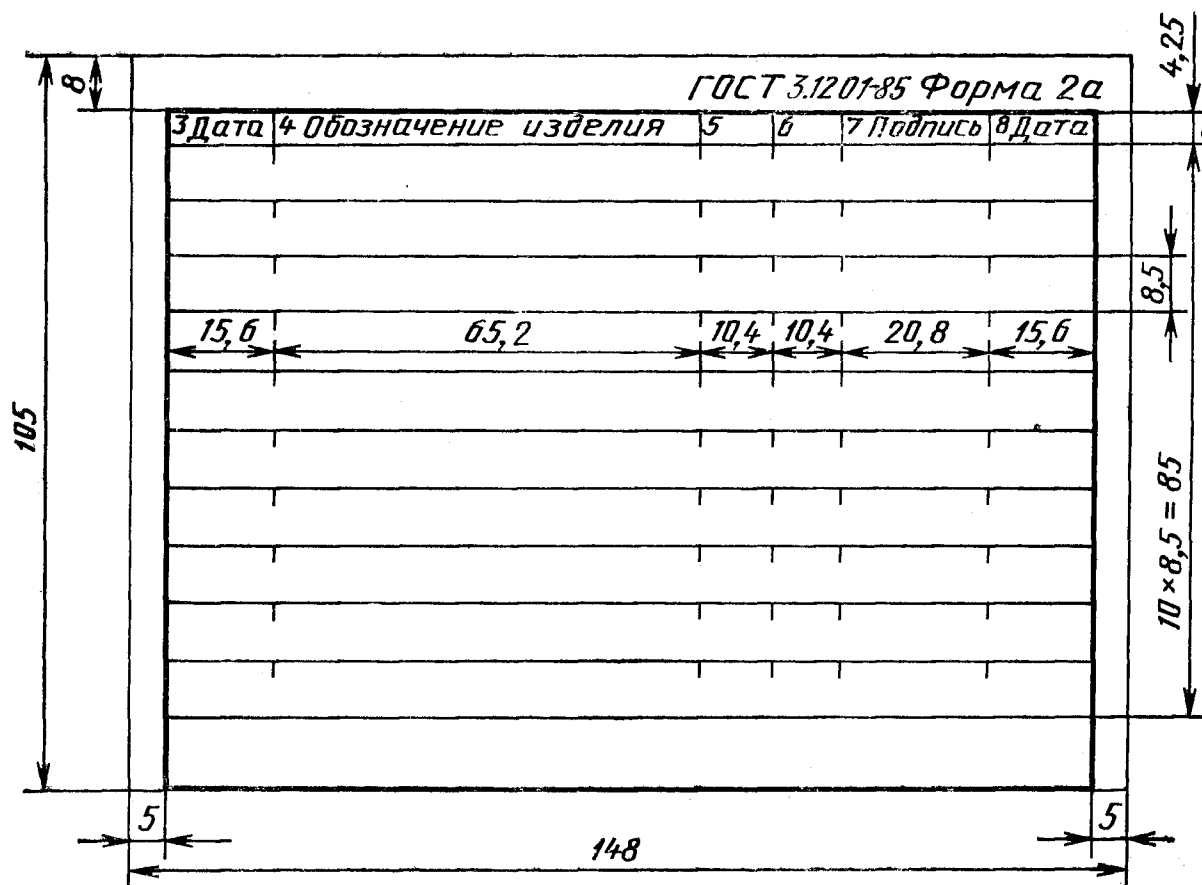 4,25
8
ГОСТ 3.1201-85 Форма 2а
3 Дата 4 Обозначение изделия 5 6 7 Подпись 8 Дата
8,5
15,6 65,2 10,4 10,4 20,8 15,6
105
10 × 8,5 = 85
5 5
148